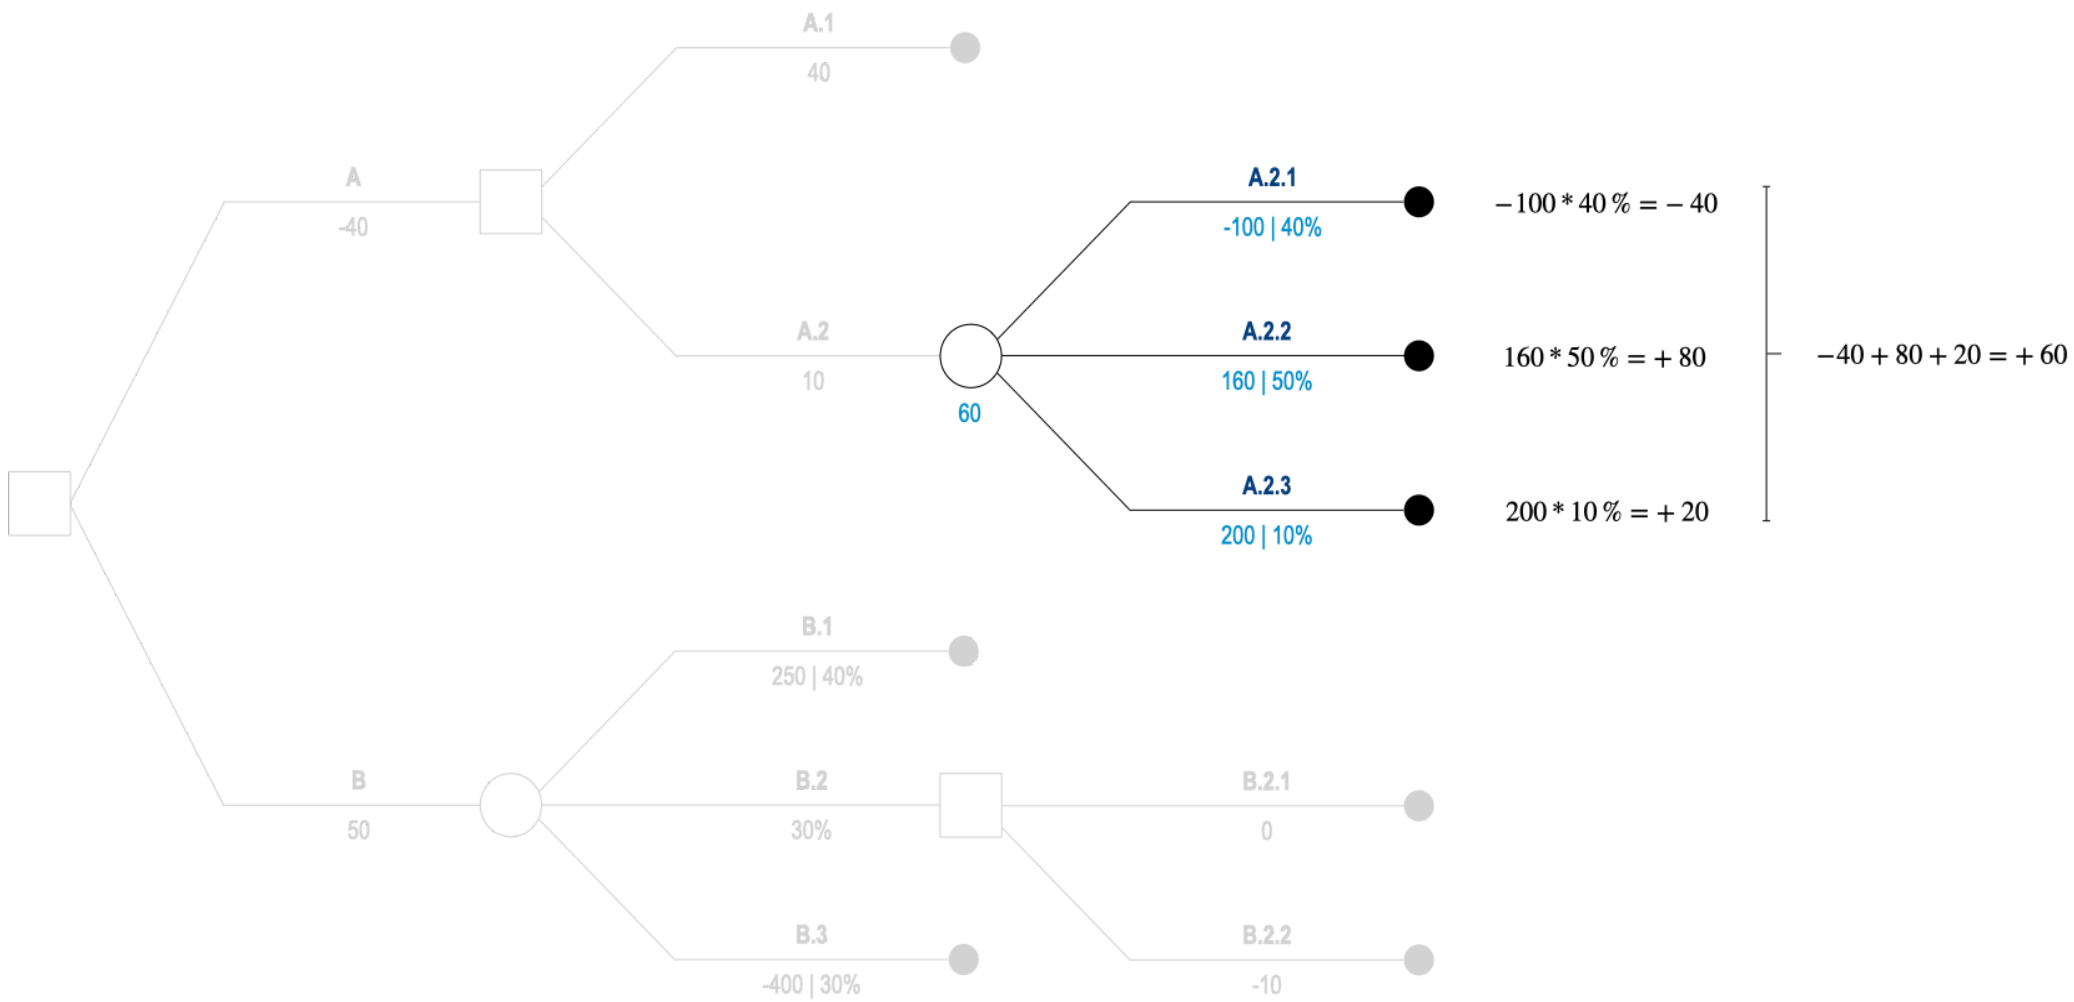 A.1
40
A
-40
A.2.1
-100 | 40%
−100 * 40 % = − 40
A.2
10
60
A.2.2
160 | 50%
160 * 50 % = + 80
−40 + 80 + 20 = + 60
A.2.3
200 | 10%
200 * 10 % = + 20
B.1
250 | 40%
B
50
B.2
30%
B.2.1
0
B.3
-400 | 30%
B.2.2
-10